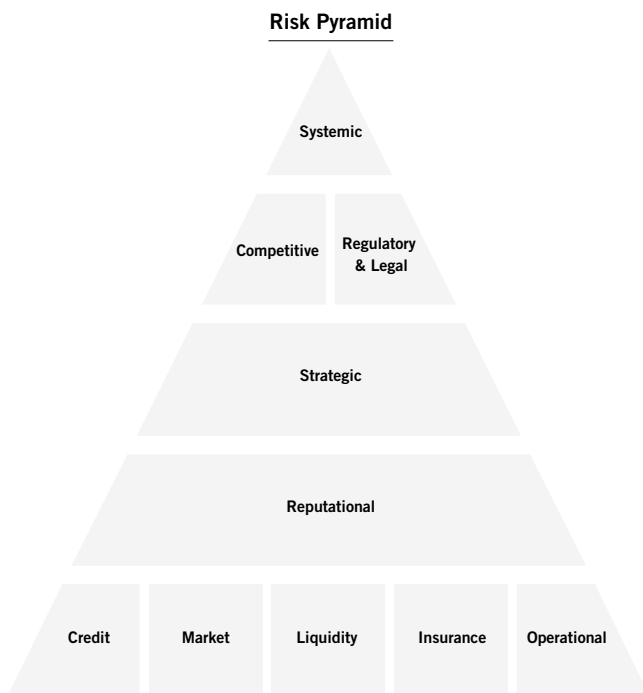 Risk Pyramid
Systemic
Competitive
Regulatory
& Legal
Strategic
Reputational
Credit
Market
Liquidity
Insurance
Operational